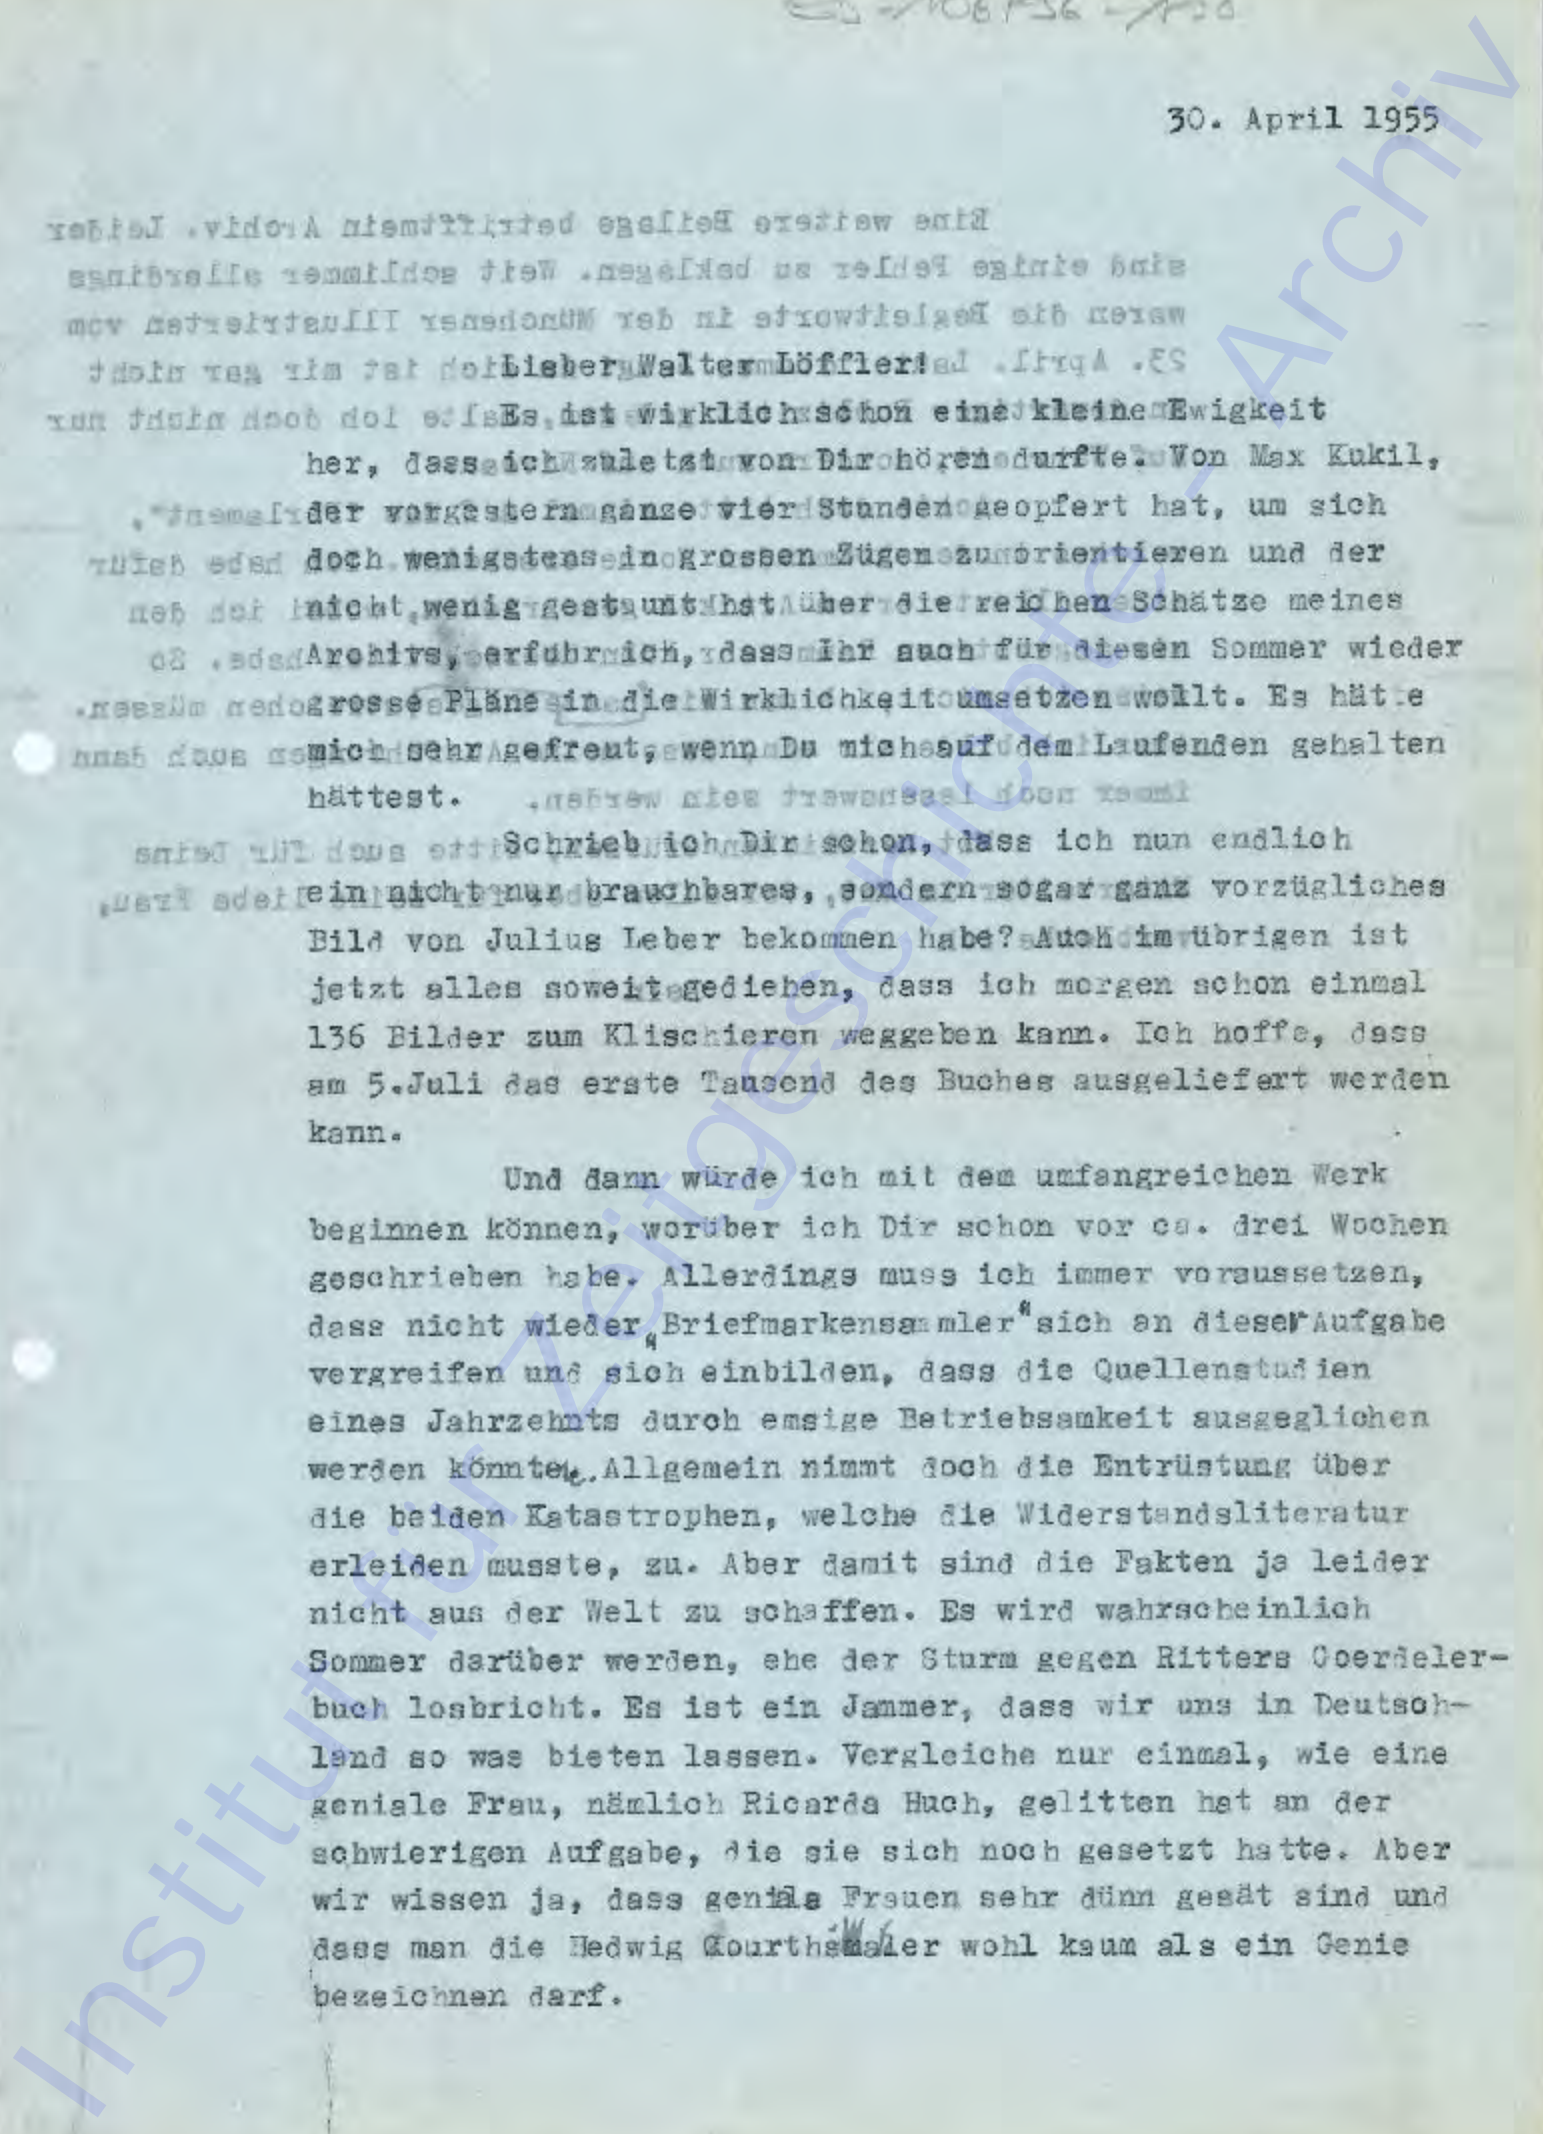 30. April 1955
Lieber Walter Löffler!
Es ist wirklich schon eine kleine Ewigkeit
her, dass ich zuletzt von Dir hören durfte. Von Max Kukil,
der vorgestern ganze vier Stunden geopfert hat, um sich
doch wenigstens in grossen Zügen zu orientieren und der
nicht wenig gestaunt hat über die reichen Schätze meines
Archivs, erfuhr ich, dass Ihr auch für diesen Sommer wieder
grosse Pläne in die Wirklichkeit umsetzen wollt. Es hätte
mich sehr gefreut, wenn Du mich auf dem Laufenden gehalten
hättest.
Schrieb ich Dir schon, dass ich nun endlich
ein nicht nur brauchbares, sondern sogar ganz vorzügliches
Bild von Julius Leber bekommen habe? Auch im übrigen ist
jetzt alles soweit gediehen, dass ich morgen schon einmal
136 Bilder zum Klischieren weggeben kann. Ich hoffe, dass
am 5.Juli das erste Tausend des Buches ausgeliefert werden
kann.
Und dann würde ich mit dem umfangreichen Werk
beginnen können, worüber ich Dir schon vor ca. drei Wochen
geschrieben habe. Allerdings muss ich immer voraussetzen,
dass nicht wieder "Briefmarkensammler" sich an dieser Aufgabe
vergreifen und sich einbilden, dass die Quellenstudien
eines Jahrzehnts durch emsige Betriebsamkeit ausgeglichen
werden könnten. Allgemein nimmt doch die Entrüstung über
die beiden Katastrophen, welche die Widerstandsliteratur
erleiden musste, zu. Aber damit sind die Fakten ja leider
nicht aus der Welt zu schaffen. Es wird wahrscheinlich
Sommer darüber werden, ehe der Sturm gegen Ritters Goerdeler-
buch losbricht. Es ist ein Jammer, dass wir uns in Deutsch-
land so was bieten lassen. Vergleiche nur einmal, wie eine
geniale Frau, nämlich Ricarda Huch, gelitten hat an der
schwierigen Aufgabe, die sie sich noch gesetzt hatte. Aber
wir wissen ja, dass geniale Frauen sehr dünn gesät sind und
dass man die Hedwig Courths Maler wohl kaum als ein Genie
bezeichnen darf.
Institut für Zeitgeschichte - Archiv